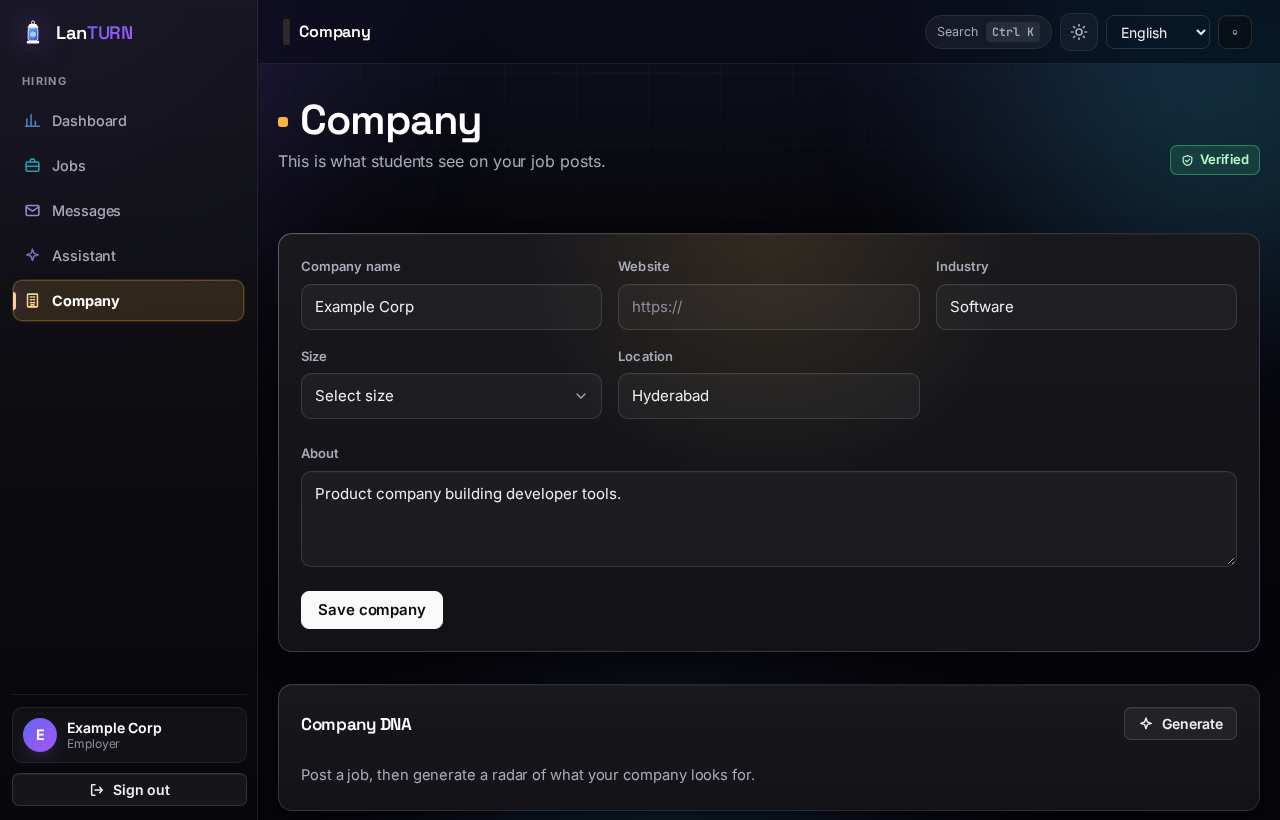 LanTURN
HIRING
Dashboard
Jobs
Messages
Assistant
Company
Example Corp
E
Employer
Sign out
Company
Search Ctrl K
English
Company
This is what students see on your job posts.
Verified
Company name
Website
Industry
Example Corp
https://
Software
Size
Location
Select size
Hyderabad
About
Product company building developer tools.
Save company
Company DNA
Generate
Post a job, then generate a radar of what your company looks for.